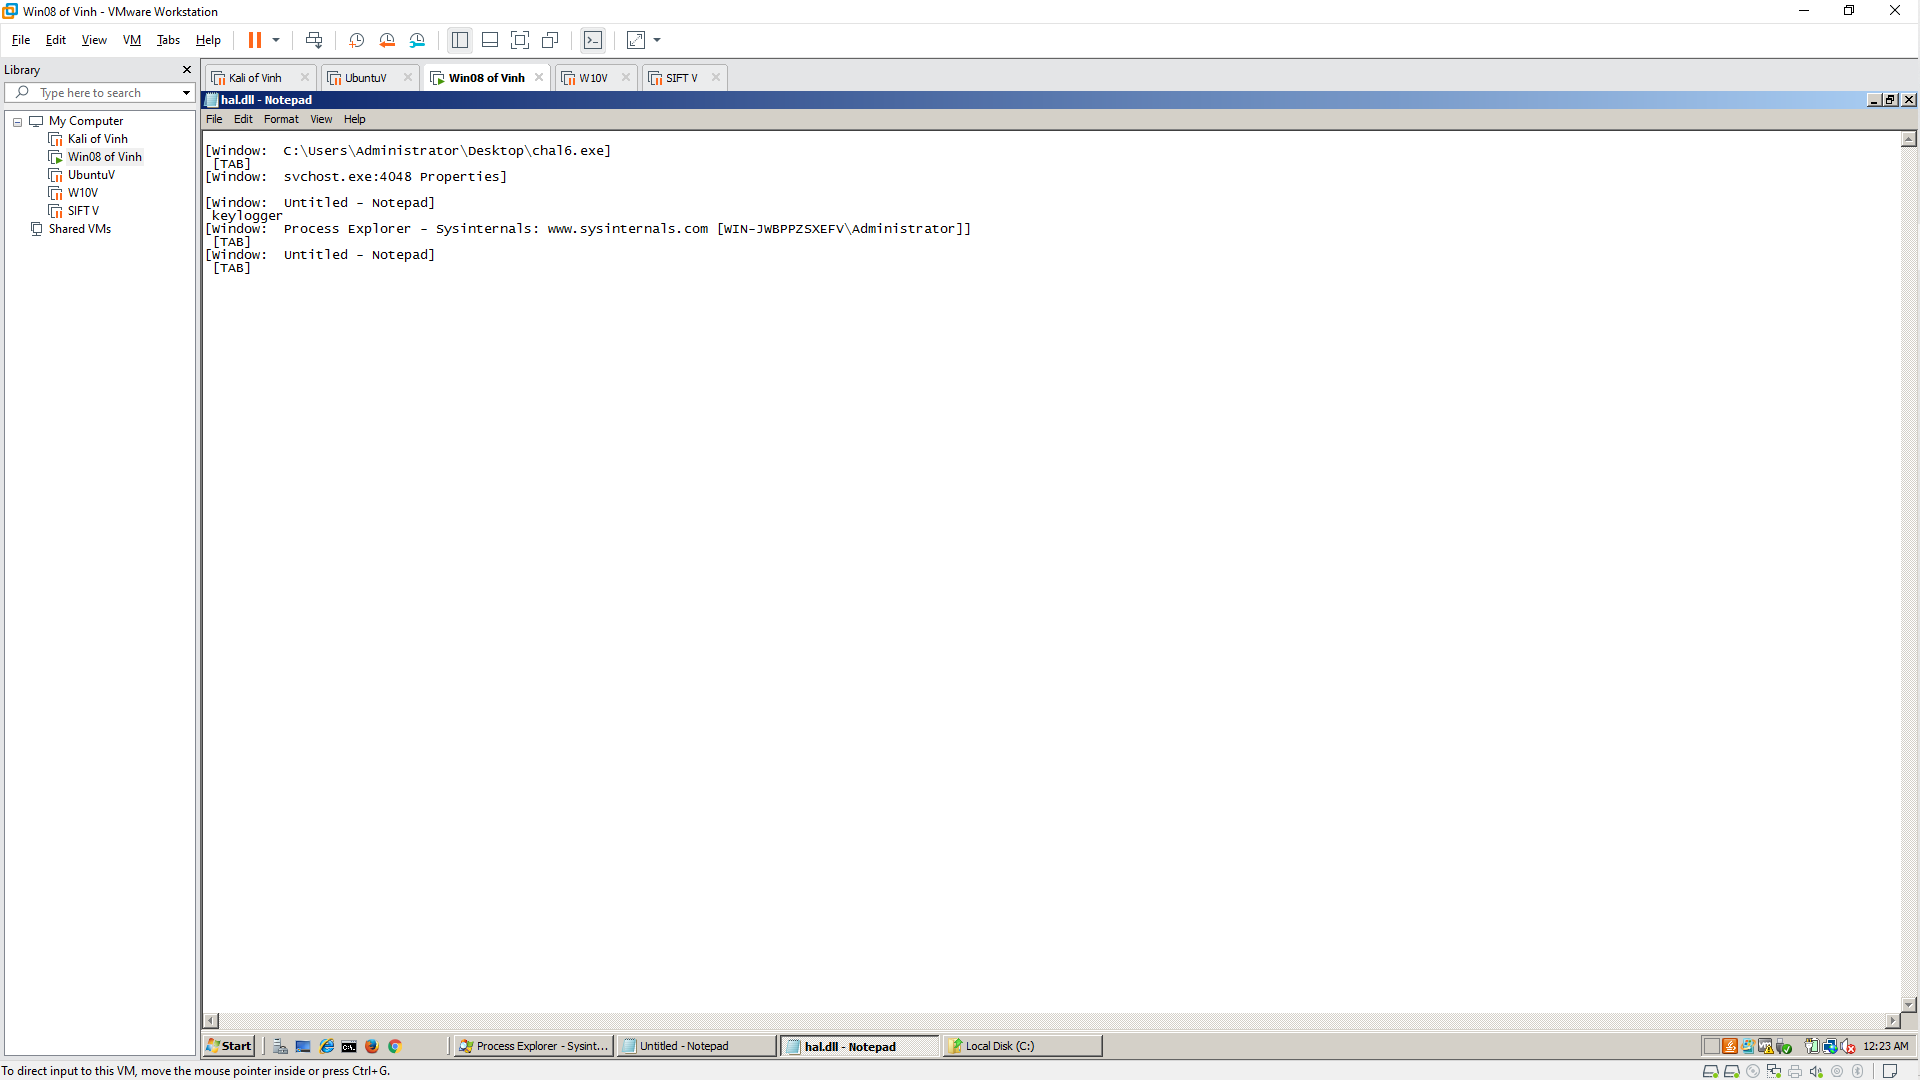 Win08 of Vinh - VMware Workstation
File Edit View VM Tabs Help
Library
Kali of Vinh
UbuntuV
Win08 of Vinh
W10V
SIFT V
Type here to search
My Computer
Kali of Vinh
Win08 of Vinh
UbuntuV
W10V
SIFT V
Shared VMs
hal.dll - Notepad
File Edit Format View Help
[Window:  C:\Users\Administrator\Desktop\chal6.exe]
[TAB]
[Window:  svchost.exe:4048 Properties]
[Window:  Untitled - Notepad]
keylogger
[Window:  Process Explorer - Sysinternals: www.sysinternals.com [WIN-JWBPPZSXEFV\Administrator]]
[TAB]
[Window:  Untitled - Notepad]
[TAB]
Start
Process Explorer - Sysint...
Untitled - Notepad
hal.dll - Notepad
Local Disk (C:)
12:23 AM
To direct input to this VM, move the mouse pointer inside or press Ctrl+G.